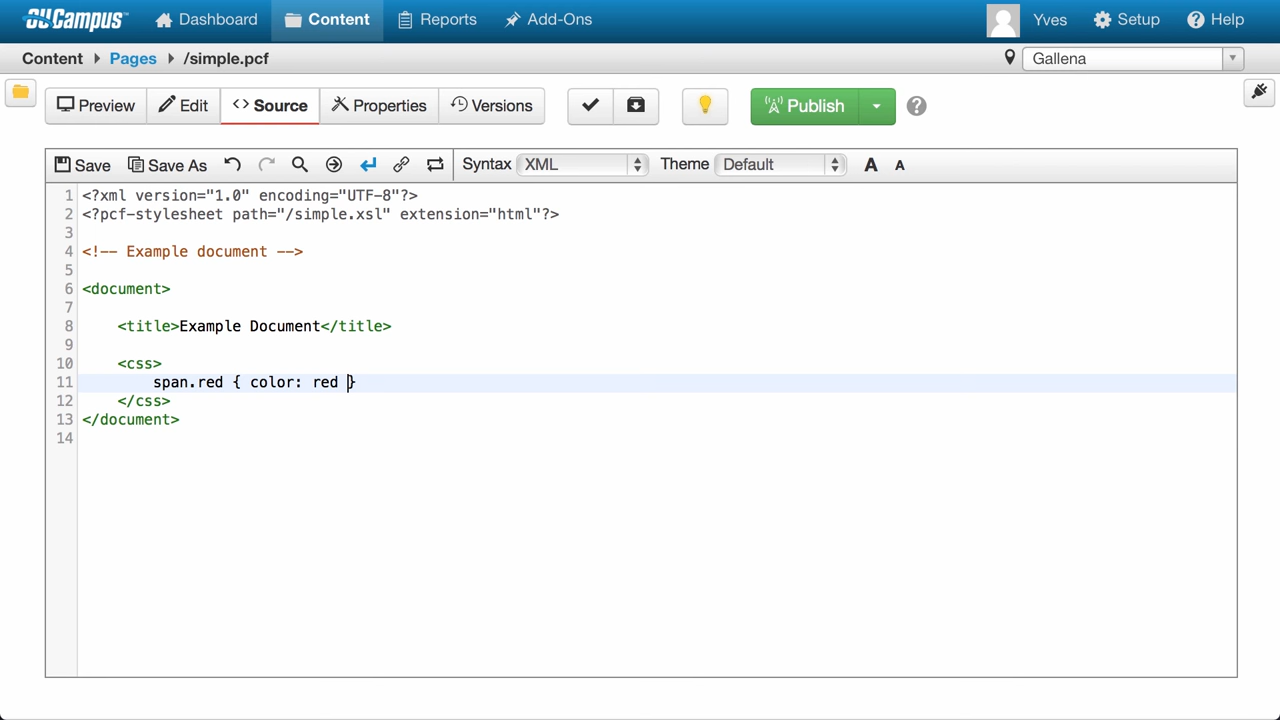 OU Campus™ Dashboard Content Reports Add-Ons Yves Setup Help
Content Pages /simple.pcf Gallena
Preview Edit <> Source Properties Versions Publish ?
Save Save As Syntax XML Theme Default A A
1 <?xml version="1.0" encoding="UTF-8"?>
2 <?pcf-stylesheet path="/simple.xsl" extension="html"?>
3
4 <!-- Example document -->
5
6 <document>
7
8 <title>Example Document</title>
9
10 <css>
11 span.red { color: red }
12 </css>
13 </document>
14